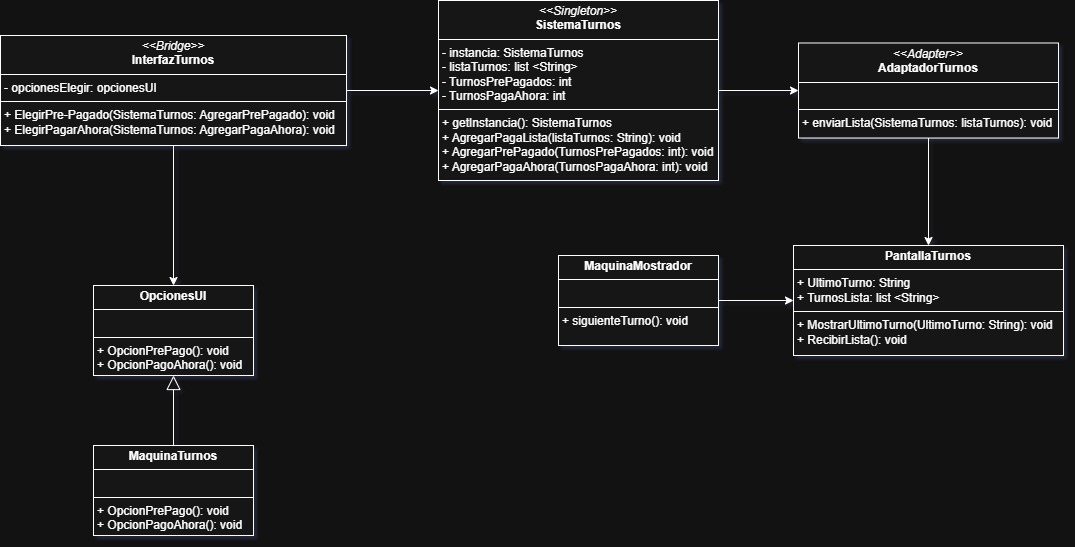 <<Bridge>>
InterfazTurnos
- opcionesElegir: opcionesUI
+ ElegirPre-Pagado(SistemaTurnos: AgregarPrePagado): void
+ ElegirPagarAhora(SistemaTurnos: AgregarPagaAhora): void
<<Singleton>>
SistemaTurnos
- instancia: SistemaTurnos
- listaTurnos: list <String>
- TurnosPrePagados: int
- TurnosPagaAhora: int
+ getInstancia(): SistemaTurnos
+ AgregarPagaLista(listaTurnos: String): void
+ AgregarPrePagado(TurnosPrePagados: int): void
+ AgregarPagaAhora(TurnosPagaAhora: int): void
<<Adapter>>
AdaptadorTurnos
+ enviarLista(SistemaTurnos: listaTurnos): void
MaquinaMostrador
+ siguienteTurno(): void
PantallaTurnos
+ UltimoTurno: String
+ TurnosLista: list <String>
+ MostrarUltimoTurno(UltimoTurno: String): void
+ RecibirLista(): void
OpcionesUI
+ OpcionPrePago(): void
+ OpcionPagoAhora(): void
MaquinaTurnos
+ OpcionPrePago(): void
+ OpcionPagoAhora(): void